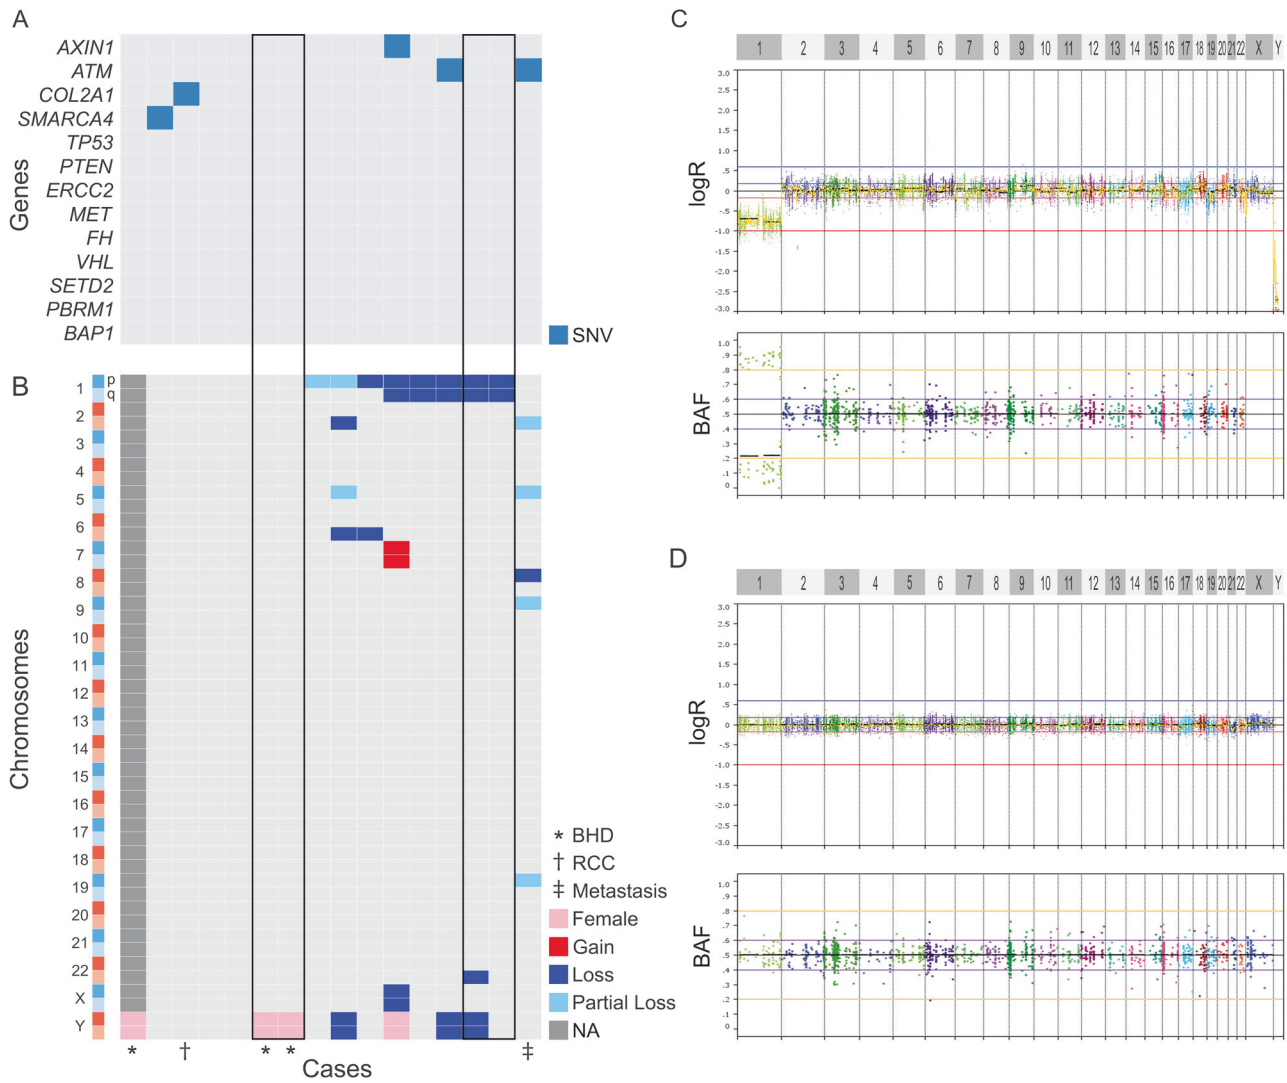 A
Genes
AXIN1
ATM
COL2A1
SMARCA4
TP53
PTEN
ERCC2
MET
FH
VHL
SETD2
PBRM1
BAP1
SNV
B
Chromosomes
p
q
1
2
3
4
5
6
7
8
9
10
11
12
13
14
15
16
17
18
19
20
21
22
X
Y
* † * * ‡
Cases
* BHD
† RCC
‡ Metastasis
Female
Gain
Loss
Partial Loss
NA
C
1 2 3 4 5 6 7 8 9 10 11 12 13 14 15 16 17 18 19 20 21 22 X Y
logR
3.0
2.5
2.0
1.5
1.0
.5
0
-.5
-1.0
-1.5
-2.0
-2.5
-3.0
BAF
1.0
.9
.8
.7
.6
.5
.4
.3
.2
.1
0
D
1 2 3 4 5 6 7 8 9 10 11 12 13 14 15 16 17 18 19 20 21 22 X Y
logR
3.0
2.5
2.0
1.5
1.0
.5
0
-.5
-1.0
-1.5
-2.0
-2.5
-3.0
BAF
1.0
.9
.8
.7
.6
.5
.4
.3
.2
.1
0